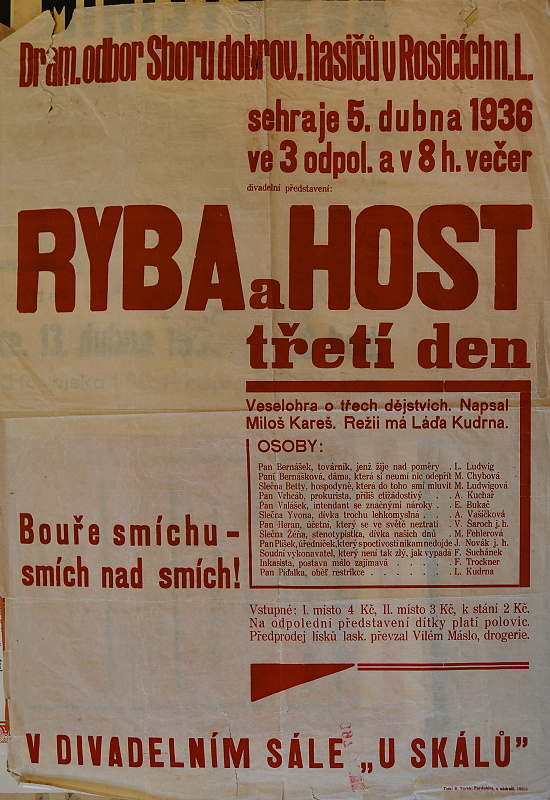 Dram. odbor Sboru dobrov. hasičů v Rosicích n. L.
sehraje 5. dubna 1936
ve 3 odpol. a v 8 h. večer
divadelní představení:
RYBA a HOST
třetí den
Veselohra o třech dějstvích. Napsal
Miloš Kareš. Režii má Láďa Kudrna.
OSOBY:
Pan Bernášek, továrník, jenž žije nad poměry . L. Ludwig
Paní Bernášková, dáma, která si neumí nic odepřít M. Chybová
Slečna Betty, hospodyně, která do toho smí mluvit M. Ludwigová
Pan Vrhcáb, prokurista, příliš ctižádostivý . A. Kuchař
Pan Valášek, intendant se značnými nároky . E. Bukač
Slečna Yvona, dívka trochu lehkomyslná . . A. Vašíčková
Pan Heran, účetní, který se ve světě neztratí . V. Šaroch j. h.
Slečna Zéňa, stenotypistka, dívka našich dnů . M. Fehlerová
Pan Plíšek, úředníček, který s poctivostí nikam nedojde J. Novák j. h.
Soudní vykonavatel, který není tak zlý, jak vypadá F. Suchánek
Inkasista, postava málo zajímavá . . . . . F. Trockner
Pan Píďalka, oběť restrikce . . . . . . . L. Kudrna
Bouře smíchu –
smích nad smích!
Vstupné: I. místo 4 Kč, II. místo 3 Kč, k stání 2 Kč.
Na odpolední představení dítky platí polovic.
Předprodej lísků lask. převzal Vilém Máslo, drogerie.
V DIVADELNÍM SÁLE „U SKÁLŮ”